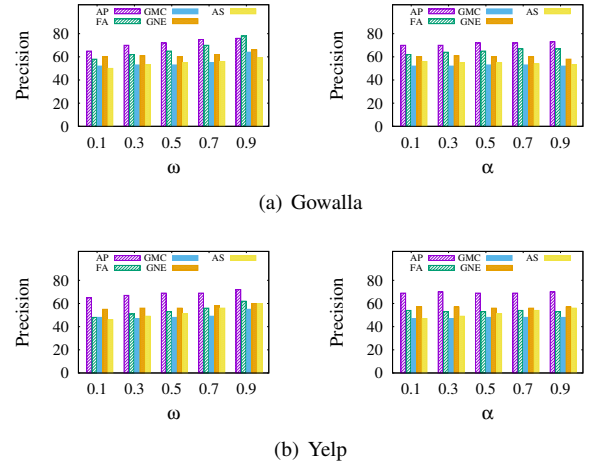 AP GMC AS
FA GNE
Precision
80
60
40
20
0
0.1 0.3 0.5 0.7 0.9
ω
AP GMC AS
FA GNE
Precision
80
60
40
20
0
0.1 0.3 0.5 0.7 0.9
α
(a) Gowalla
AP GMC AS
FA GNE
Precision
80
60
40
20
0
0.1 0.3 0.5 0.7 0.9
ω
AP GMC AS
FA GNE
Precision
80
60
40
20
0
0.1 0.3 0.5 0.7 0.9
α
(b) Yelp